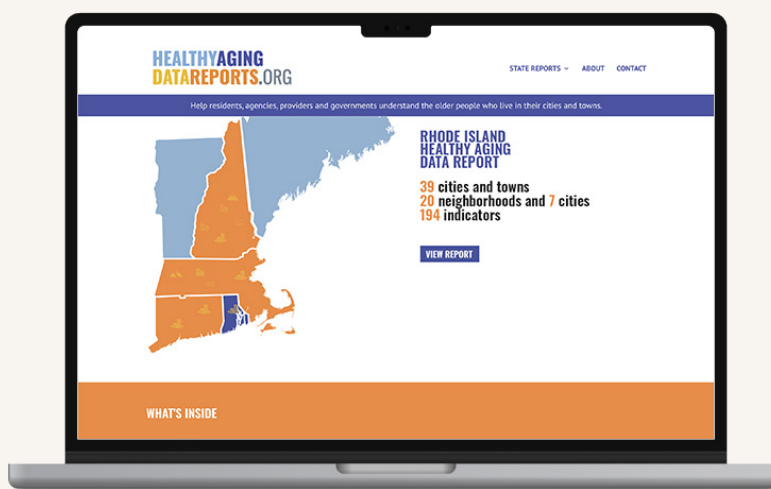 HEALTHYAGING
DATAREPORTS.ORG
STATE REPORTS ABOUT CONTACT
Help residents, agencies, providers and governments understand the older people who live in their cities and towns.
RHODE ISLAND
HEALTHY AGING
DATA REPORT
39 cities and towns
20 neighborhoods and 7 cities
194 indicators
VIEW REPORT
WHAT'S INSIDE